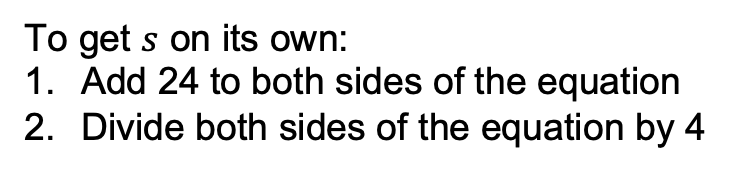 To get s on its own:
1. Add 24 to both sides of the equation
2. Divide both sides of the equation by 4